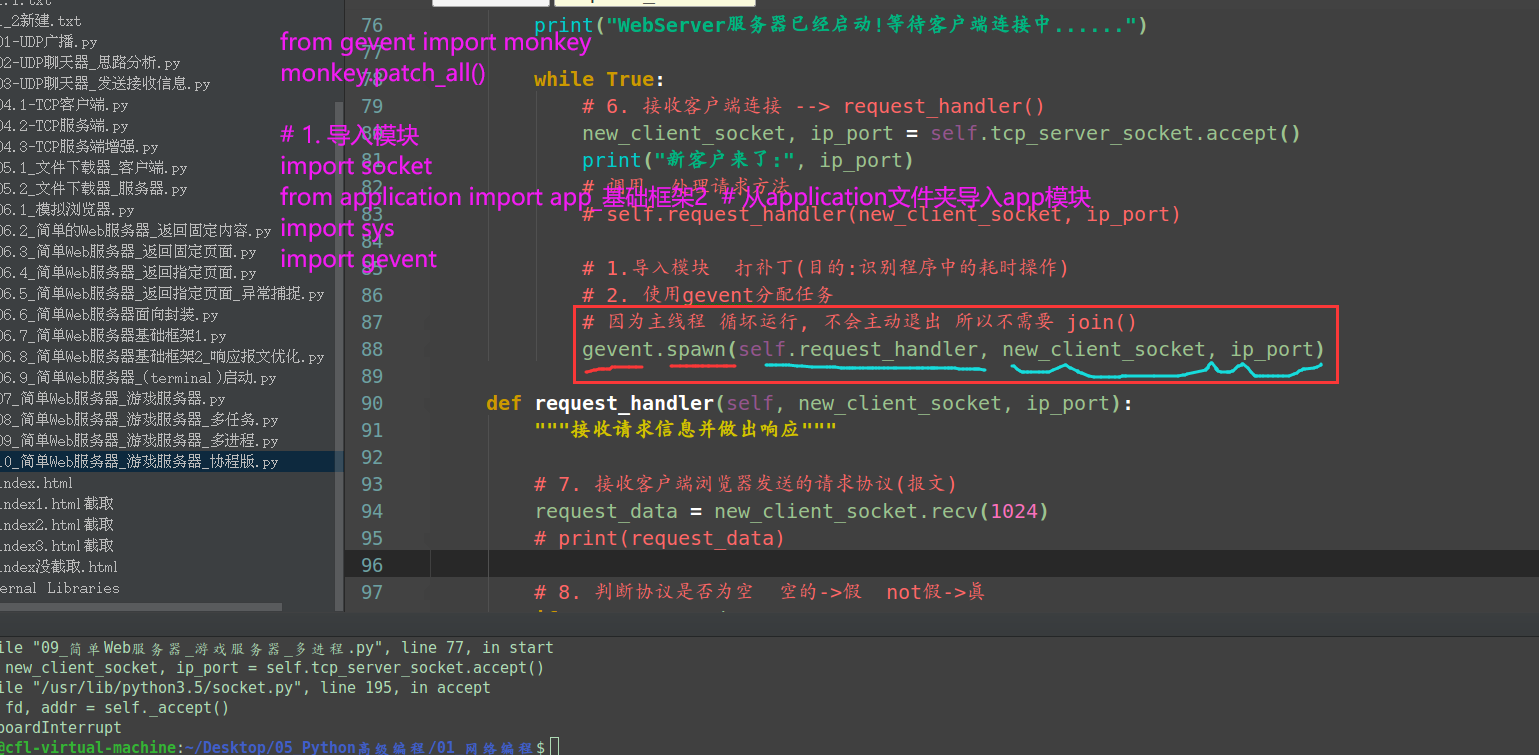 _2新建.txt
01-UDP广播.py
02-UDP聊天器_思路分析.py
03-UDP聊天器_发送接收信息.py
04.1-TCP客户端.py
04.2-TCP服务端.py
04.3-TCP服务端增强.py
05.1_文件下载器_客户端.py
05.2_文件下载器_服务器.py
06.1_模拟浏览器.py
06.2_简单的Web服务器_返回固定内容.py
06.3_简单Web服务器_返回固定页面.py
06.4_简单Web服务器_返回指定页面.py
06.5_简单Web服务器_返回指定页面_异常捕捉.py
06.6_简单Web服务器面向封装.py
06.7_简单Web服务器基础框架1.py
06.8_简单Web服务器基础框架2_响应报文优化.py
06.9_简单Web服务器_(terminal)启动.py
07_简单Web服务器_游戏服务器.py
08_简单Web服务器_游戏服务器_多任务.py
09_简单Web服务器_游戏服务器_多进程.py
10_简单Web服务器_游戏服务器_协程版.py
index.html
index1.html截取
index2.html截取
index3.html截取
index没截取.html
ernal Libraries
from gevent import monkey
monkey.patch_all()
# 1. 导入模块
import socket
from application import app_基础框架2 # 从application文件夹导入app模块
import sys
import gevent
76 print("WebServer服务器已经启动!等待客户端连接中......")
77
78 while True:
79 # 6. 接收客户端连接 --> request_handler()
80 new_client_socket, ip_port = self.tcp_server_socket.accept()
81 print("新客户来了:", ip_port)
82 # 调用 处理请求方法
83 # self.request_handler(new_client_socket, ip_port)
84
85 # 1.导入模块 打补丁(目的:识别程序中的耗时操作)
86 # 2. 使用gevent分配任务
87 # 因为主线程 循环运行, 不会主动退出 所以不需要 join()
88 gevent.spawn(self.request_handler, new_client_socket, ip_port)
89
90 def request_handler(self, new_client_socket, ip_port):
91 """接收请求信息并做出响应"""
92
93 # 7. 接收客户端浏览器发送的请求协议(报文)
94 request_data = new_client_socket.recv(1024)
95 # print(request_data)
96
97 # 8. 判断协议是否为空 空的->假 not假->真
ile "09_简单Web服务器_游戏服务器_多进程.py", line 77, in start
new_client_socket, ip_port = self.tcp_server_socket.accept()
ile "/usr/lib/python3.5/socket.py", line 195, in accept
fd, addr = self._accept()
boardInterrupt
@cfl-virtual-machine:~/Desktop/05_Python高级编程/01_网络编程$